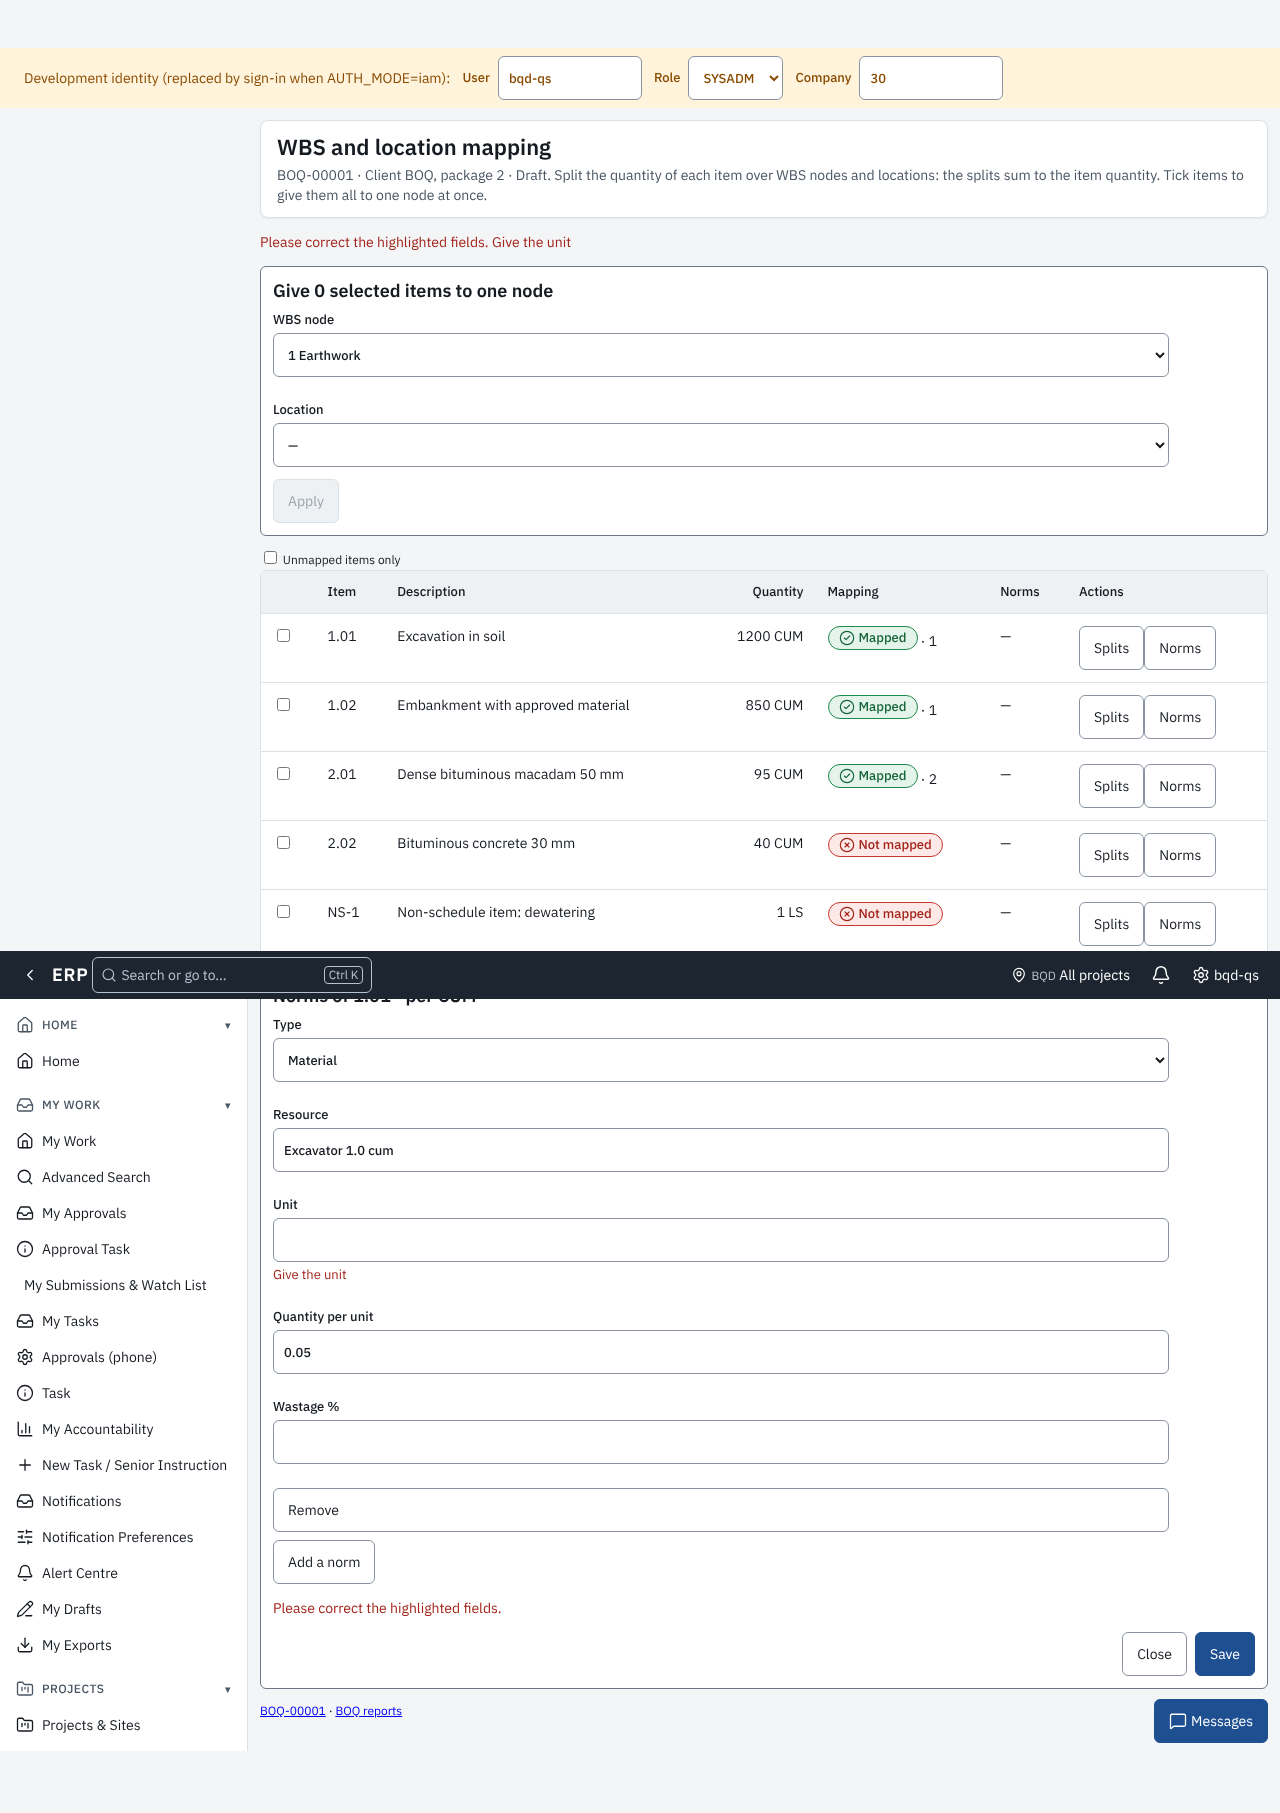 Development identity (replaced by sign-in when AUTH_MODE=iam): User bqd-qs Role SYSADM Company 30
WBS and location mapping
BOQ-00001 · Client BOQ, package 2 · Draft. Split the quantity of each item over WBS nodes and locations: the splits sum to the item quantity. Tick items to
give them all to one node at once.
Please correct the highlighted fields. Give the unit
Give 0 selected items to one node
WBS node
1 Earthwork
Location
—
Apply
Unmapped items only
Item Description Quantity Mapping Norms Actions
1.01 Excavation in soil 1200 CUM Mapped · 1 — Splits Norms
1.02 Embankment with approved material 850 CUM Mapped · 1 — Splits Norms
2.01 Dense bituminous macadam 50 mm 95 CUM Mapped · 2 — Splits Norms
2.02 Bituminous concrete 30 mm 40 CUM Not mapped — Splits Norms
NS-1 Non-schedule item: dewatering 1 LS Not mapped — Splits Norms
ERP Search or go to... Ctrl K BQD All projects bqd-qs
HOME
Home
MY WORK
My Work
Advanced Search
My Approvals
Approval Task
My Submissions & Watch List
My Tasks
Approvals (phone)
Task
My Accountability
New Task / Senior Instruction
Notifications
Notification Preferences
Alert Centre
My Drafts
My Exports
PROJECTS
Projects & Sites
Type
Material
Resource
Excavator 1.0 cum
Unit
Give the unit
Quantity per unit
0.05
Wastage %
Remove
Add a norm
Please correct the highlighted fields.
Close Save
BOQ-00001 · BOQ reports
Messages